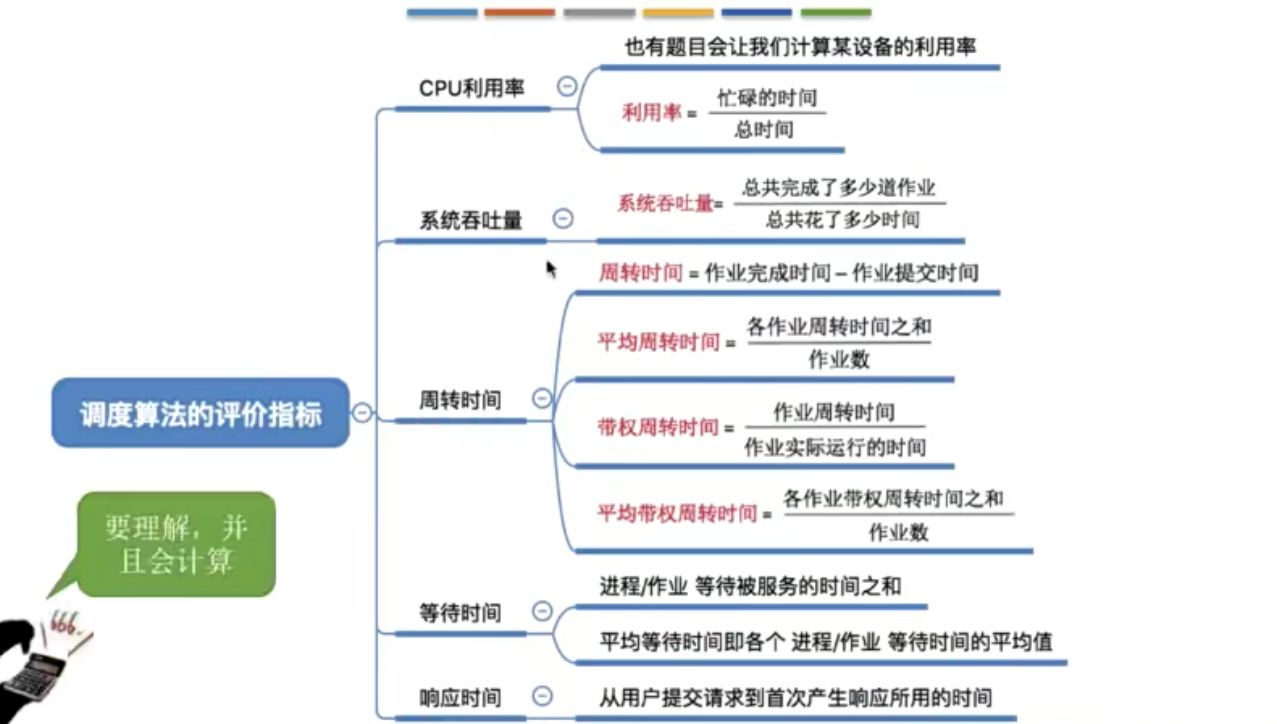 也有题目会让我们计算某设备的利用率
CPU利用率
利用率 = 忙碌的时间
总时间
系统吞吐量
系统吞吐量= 总共完成了多少道作业
总共花了多少时间
周转时间 = 作业完成时间 – 作业提交时间
平均周转时间 = 各作业周转时间之和
作业数
周转时间
调度算法的评价指标
带权周转时间 = 作业周转时间
作业实际运行的时间
平均带权周转时间 = 各作业带权周转时间之和
作业数
要理解，并
且会计算
进程/作业 等待被服务的时间之和
等待时间
平均等待时间即各个 进程/作业 等待时间的平均值
666.
响应时间
从用户提交请求到首次产生响应所用的时间